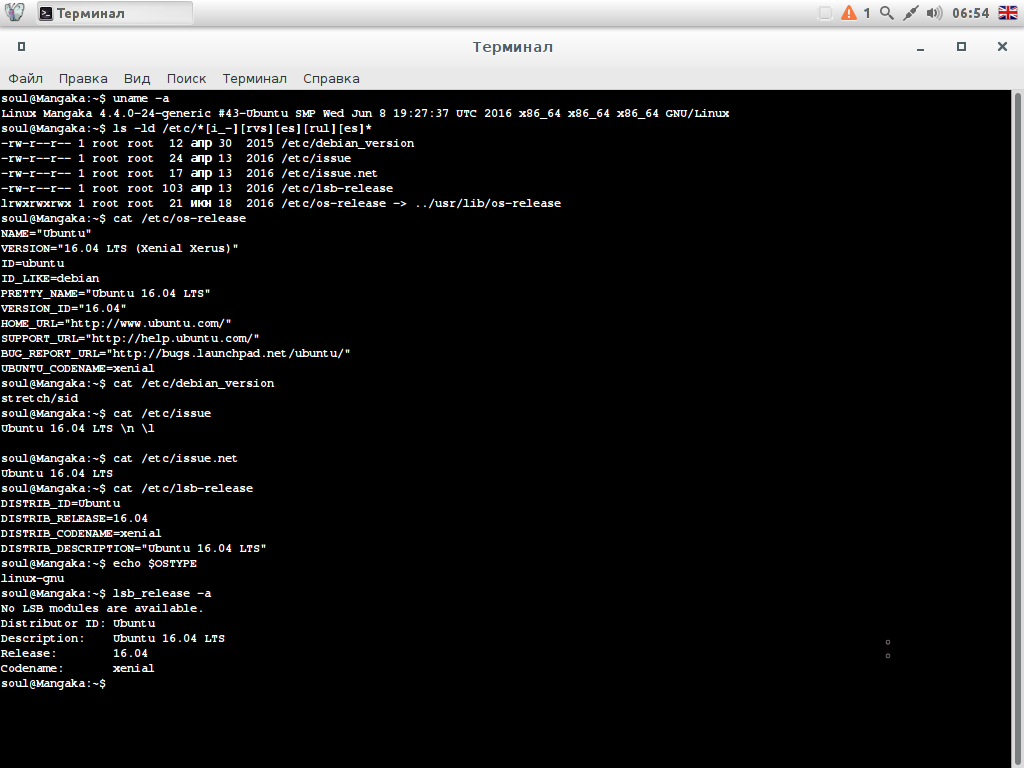 Терминал
1
06:54
Терминал
Файл Правка Вид Поиск Терминал Справка
soul@Mangaka:~$ uname -a
Linux Mangaka 4.4.0-24-generic #43-Ubuntu SMP Wed Jun 8 19:27:37 UTC 2016 x86_64 x86_64 x86_64 GNU/Linux
soul@Mangaka:~$ ls -ld /etc/*[i_-][rvs][es][rul][es]*
-rw-r--r-- 1 root root  12 апр 30  2015 /etc/debian_version
-rw-r--r-- 1 root root  24 апр 13  2016 /etc/issue
-rw-r--r-- 1 root root  17 апр 13  2016 /etc/issue.net
-rw-r--r-- 1 root root 103 апр 13  2016 /etc/lsb-release
lrwxrwxrwx 1 root root  21 июн 18  2016 /etc/os-release -> ../usr/lib/os-release
soul@Mangaka:~$ cat /etc/os-release
NAME="Ubuntu"
VERSION="16.04 LTS (Xenial Xerus)"
ID=ubuntu
ID_LIKE=debian
PRETTY_NAME="Ubuntu 16.04 LTS"
VERSION_ID="16.04"
HOME_URL="http://www.ubuntu.com/"
SUPPORT_URL="http://help.ubuntu.com/"
BUG_REPORT_URL="http://bugs.launchpad.net/ubuntu/"
UBUNTU_CODENAME=xenial
soul@Mangaka:~$ cat /etc/debian_version
stretch/sid
soul@Mangaka:~$ cat /etc/issue
Ubuntu 16.04 LTS \n \l
soul@Mangaka:~$ cat /etc/issue.net
Ubuntu 16.04 LTS
soul@Mangaka:~$ cat /etc/lsb-release
DISTRIB_ID=Ubuntu
DISTRIB_RELEASE=16.04
DISTRIB_CODENAME=xenial
DISTRIB_DESCRIPTION="Ubuntu 16.04 LTS"
soul@Mangaka:~$ echo $OSTYPE
linux-gnu
soul@Mangaka:~$ lsb_release -a
No LSB modules are available.
Distributor ID: Ubuntu
Description:    Ubuntu 16.04 LTS
Release:        16.04
Codename:       xenial
soul@Mangaka:~$